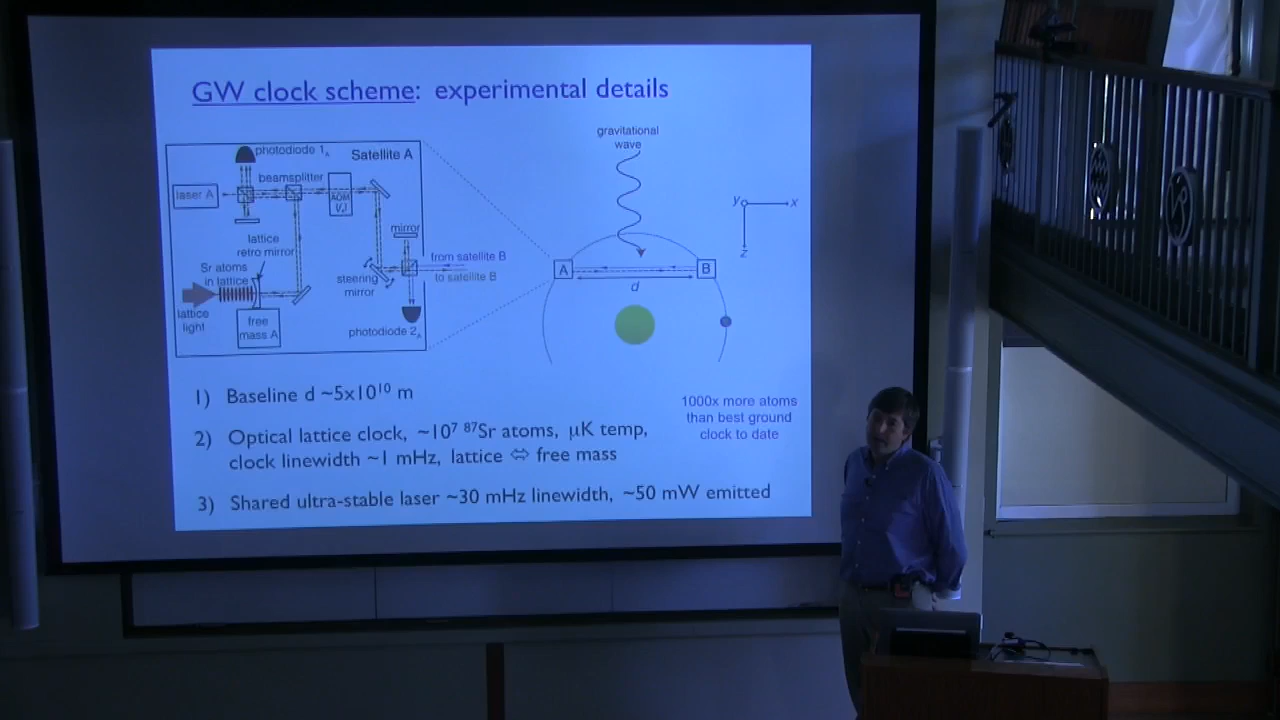 GW clock scheme: experimental details
photodiode 1A
Satellite A
beamsplitter
laser A
AOM
mirror
lattice
retro mirror
Sr atoms
in lattice
from satellite B
to satellite B
steering
mirror
lattice
light
free
mass A
photodiode 2A
gravitational
wave
y
x
z
A
B
d
1) Baseline d ~5x10¹⁰ m
2) Optical lattice clock, ~10⁷ ⁸⁷Sr atoms, μK temp,
clock linewidth ~1 mHz, lattice ⇔ free mass
3) Shared ultra-stable laser ~30 mHz linewidth, ~50 mW emitted
1000x more atoms
than best ground
clock to date